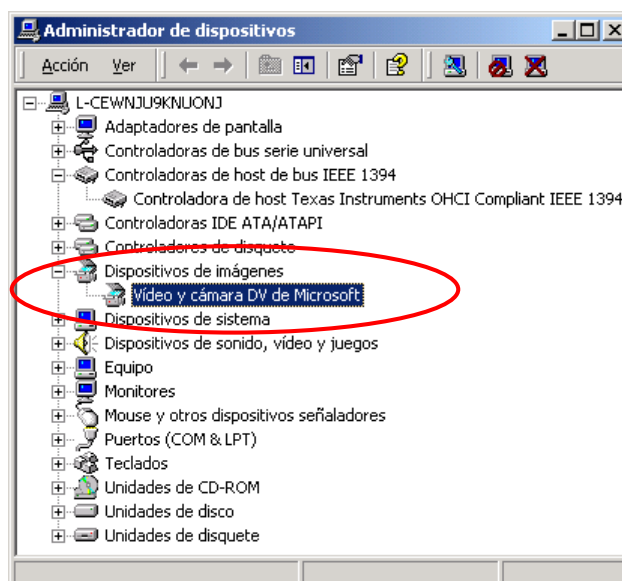 Administrador de dispositivos
Acción Ver
L-CEWNJU9KNUONJ
Adaptadores de pantalla
Controladoras de bus serie universal
Controladoras de host de bus IEEE 1394
Controladora de host Texas Instruments OHCI Compliant IEEE 1394
Controladoras IDE ATA/ATAPI
Controladores de disquete
Dispositivos de imágenes
Vídeo y cámara DV de Microsoft
Dispositivos de sistema
Dispositivos de sonido, vídeo y juegos
Equipo
Monitores
Mouse y otros dispositivos señaladores
Puertos (COM & LPT)
Teclados
Unidades de CD-ROM
Unidades de disco
Unidades de disquete